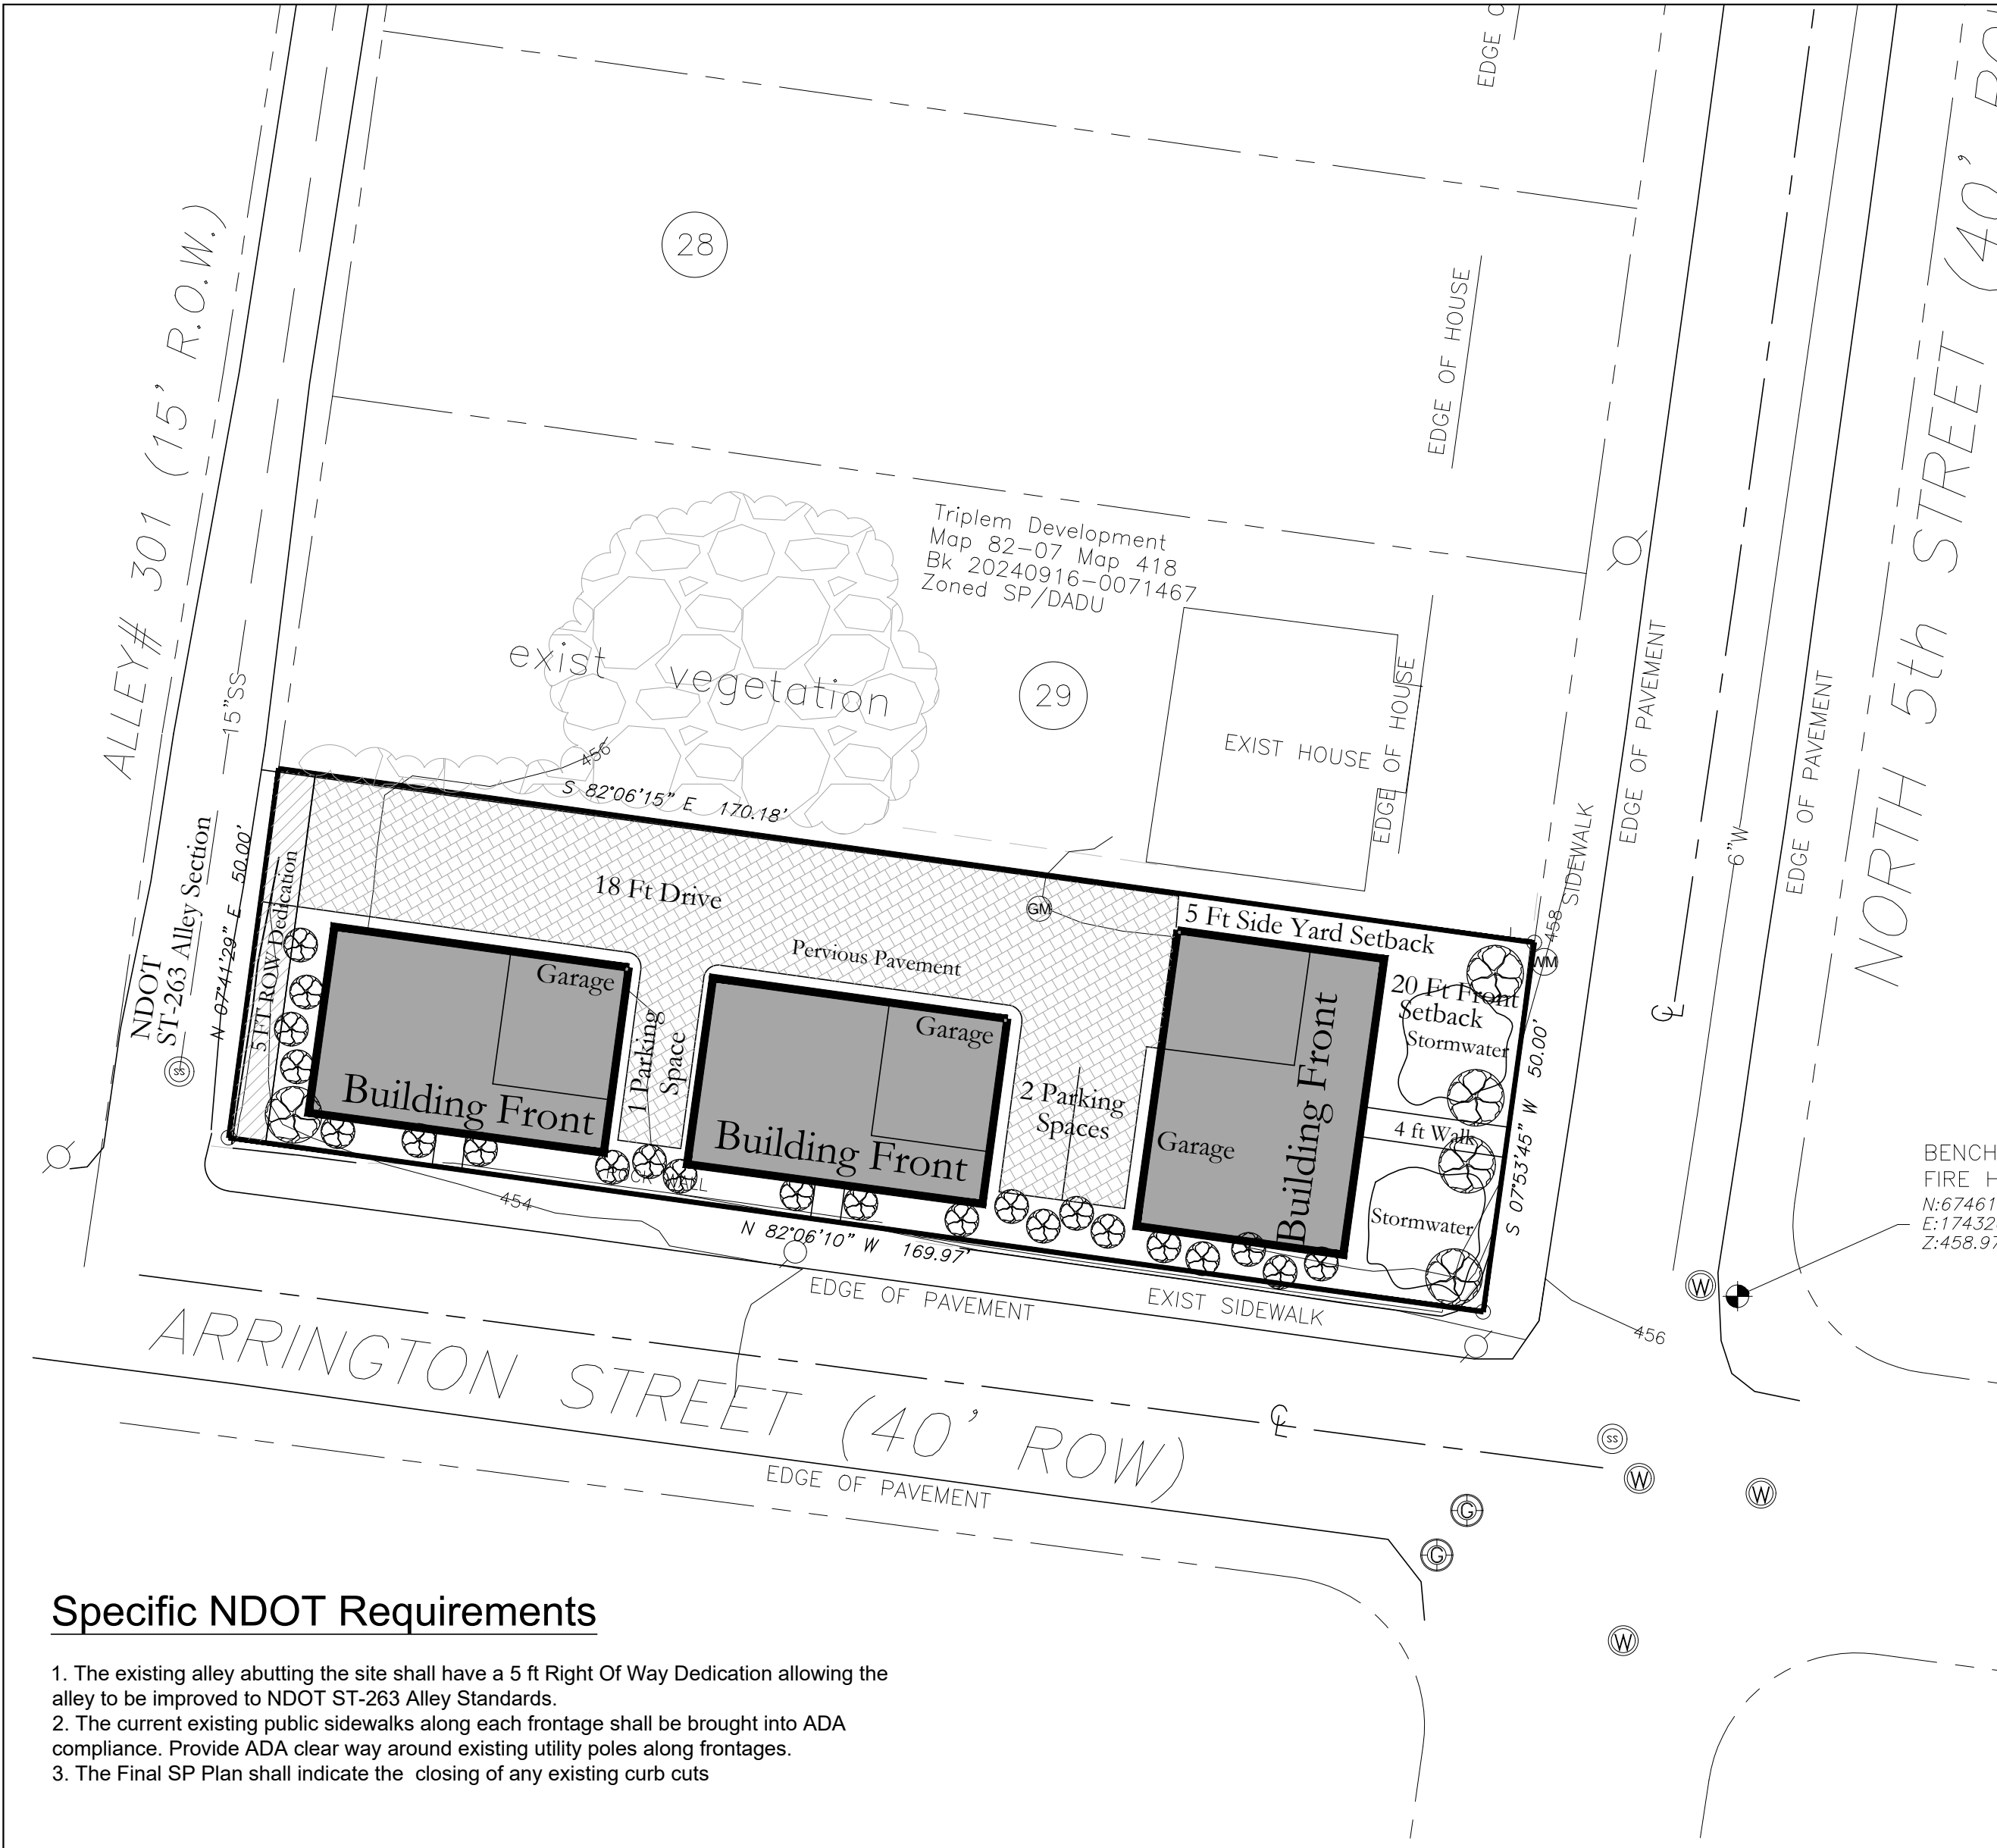 EDGE O
ALLEY# 301 (15' R.O.W.)
28
EDGE OF HOUSE
NORTH 5th STREET (40'
Triplem Development
Map 82-07 Map 418
Bk 20240916-0071467
Zoned SP/DADU
exist vegetation
29
EXIST HOUSE
EDGE OF HOUSE
EDGE OF PAVEMENT
EDGE OF PAVEMENT
15"SS
6"W
456
S 82°06'15" E 170.18'
458
SIDEWALK
NDOT
ST-263 Alley Section
N 07°41'29" E 50.00'
5 FT ROW Dedication
18 Ft Drive
GM
5 Ft Side Yard Setback
WM
Pervious Pavement
Garage
Building Front
1 Parking
Space
Garage
Building Front
2 Parking
Spaces
Garage
Building Front
20 Ft Front
Setback
Stormwater
4 ft Walk
Stormwater
S 07°53'45" W 50.00'
SS
CL
ROCK WALL
454
N 82°06'10" W 169.97'
EDGE OF PAVEMENT
EXIST SIDEWALK
456
BENCH
FIRE H
N:67461
E:17432
Z:458.97
W
ARRINGTON STREET (40' ROW)
CL
EDGE OF PAVEMENT
SS
W
W
G
G
W
Specific NDOT Requirements
1. The existing alley abutting the site shall have a 5 ft Right Of Way Dedication allowing the
alley to be improved to NDOT ST-263 Alley Standards.
2. The current existing public sidewalks along each frontage shall be brought into ADA
compliance. Provide ADA clear way around existing utility poles along frontages.
3. The Final SP Plan shall indicate the closing of any existing curb cuts